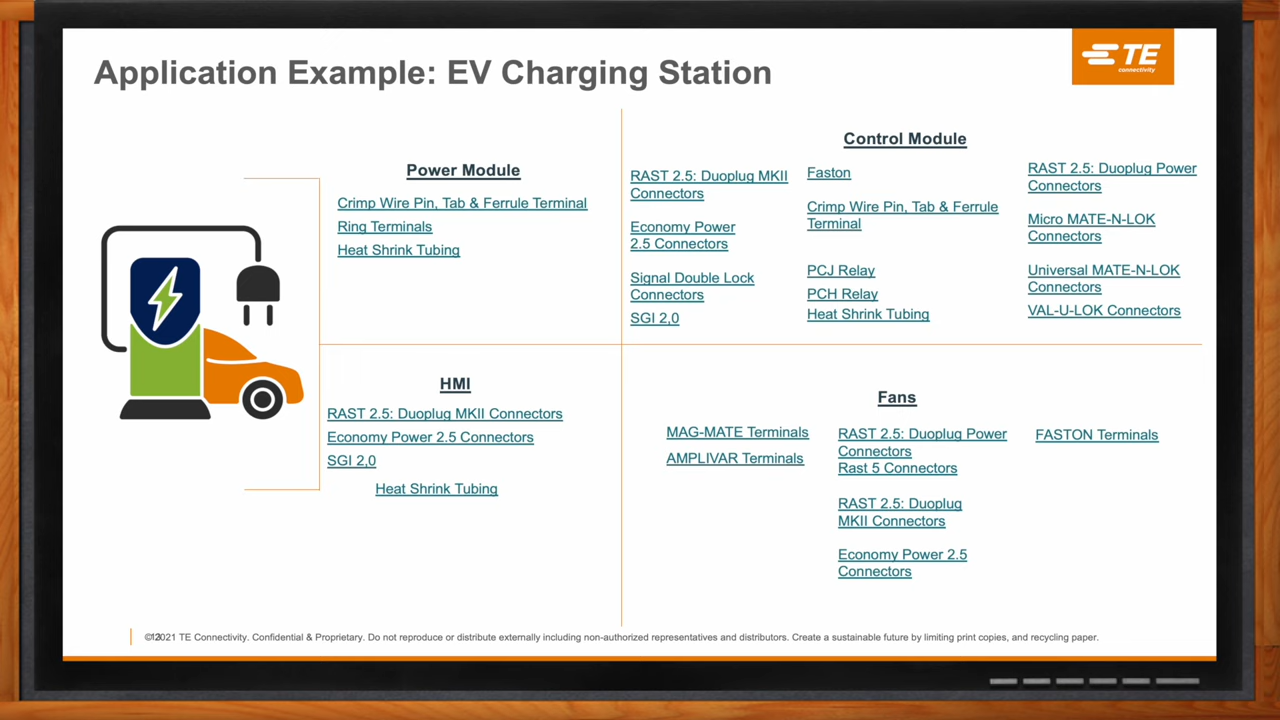 Application Example: EV Charging Station
TE
connectivity
Power Module
Crimp Wire Pin, Tab & Ferrule Terminal
Ring Terminals
Heat Shrink Tubing
Control Module
RAST 2.5: Duoplug MKII
Connectors
Economy Power
2.5 Connectors
Signal Double Lock
Connectors
SGI 2,0
Faston
Crimp Wire Pin, Tab & Ferrule
Terminal
PCJ Relay
PCH Relay
Heat Shrink Tubing
RAST 2.5: Duoplug Power
Connectors
Micro MATE-N-LOK
Connectors
Universal MATE-N-LOK
Connectors
VAL-U-LOK Connectors
HMI
RAST 2.5: Duoplug MKII Connectors
Economy Power 2.5 Connectors
SGI 2,0
Heat Shrink Tubing
Fans
MAG-MATE Terminals
AMPLIVAR Terminals
RAST 2.5: Duoplug Power
Connectors
Rast 5 Connectors
RAST 2.5: Duoplug
MKII Connectors
Economy Power 2.5
Connectors
FASTON Terminals
©2021 TE Connectivity. Confidential & Proprietary. Do not reproduce or distribute externally including non-authorized representatives and distributors. Create a sustainable future by limiting print copies, and recycling paper.